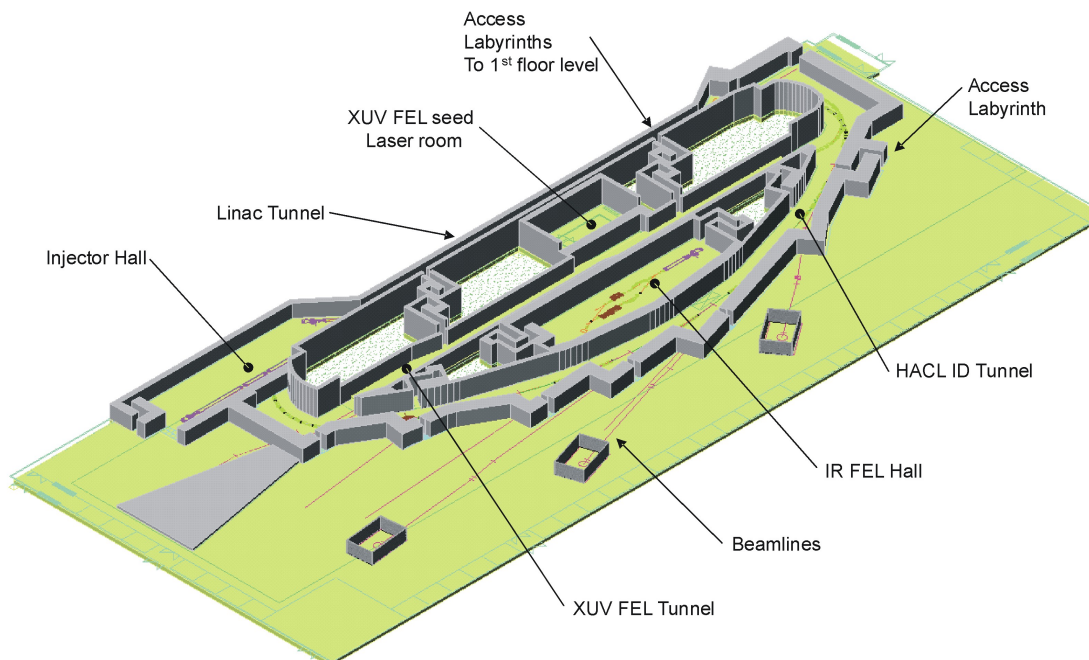 Access
Labyrinths
To 1st floor level
Access
Labyrinth
XUV FEL seed
Laser room
Linac Tunnel
Injector Hall
HACL ID Tunnel
IR FEL Hall
Beamlines
XUV FEL Tunnel